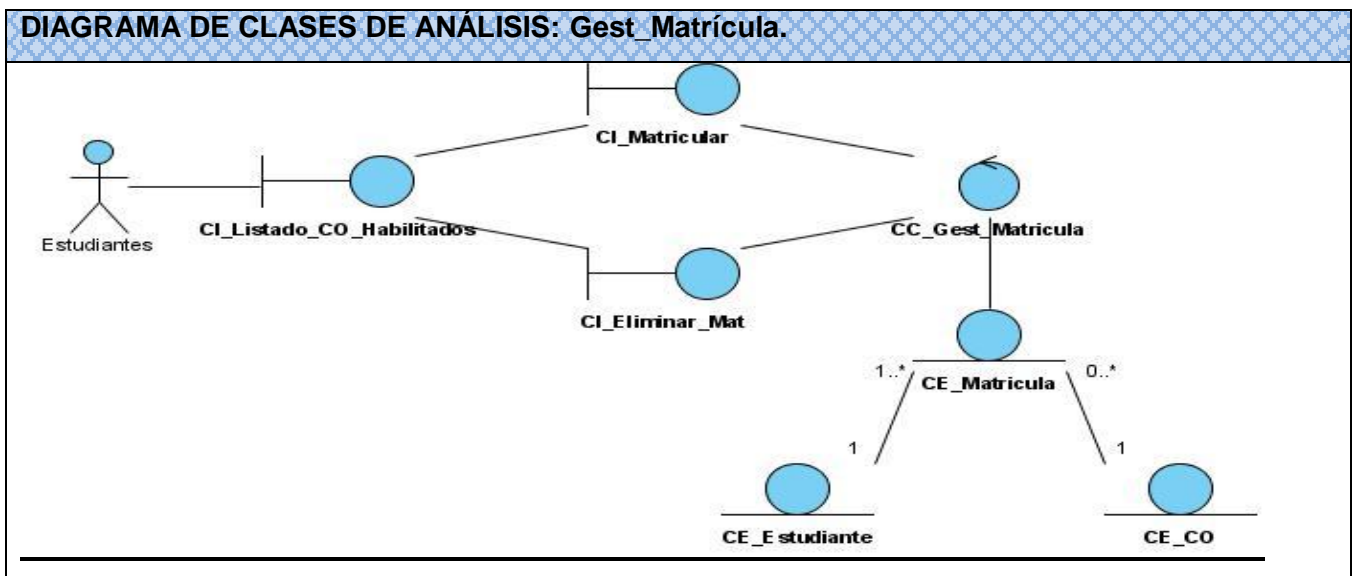 DIAGRAMA DE CLASES DE ANÁLISIS: Gest_Matrícula.
CI_Matricular
Estudiantes
CI_Listado_CO_Habilitados
CC_Gest_Matricula
CI_Eliminar_Mat
1..*
CE_Matricula
0..*
1
1
CE_Estudiante
CE_CO